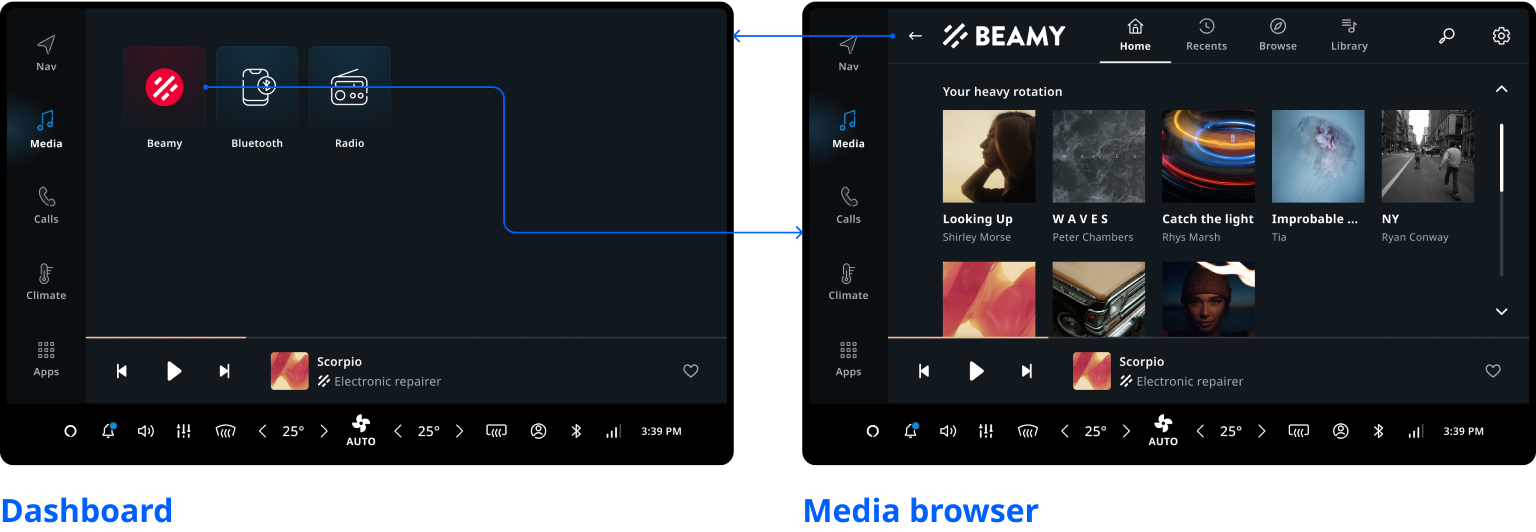 Nav
Media
Calls
Climate
Apps
Beamy
Bluetooth
Radio
Scorpio
Electronic repairer
25°
AUTO
25°
3:39 PM
Dashboard
Nav
Media
Calls
Climate
Apps
BEAMY
Home
Recents
Browse
Library
Your heavy rotation
W A V E S
Looking Up
Shirley Morse
W A V E S
Peter Chambers
Catch the light
Rhys Marsh
Improbable ...
Tia
NY
Ryan Conway
Scorpio
Electronic repairer
25°
AUTO
25°
3:39 PM
Media browser